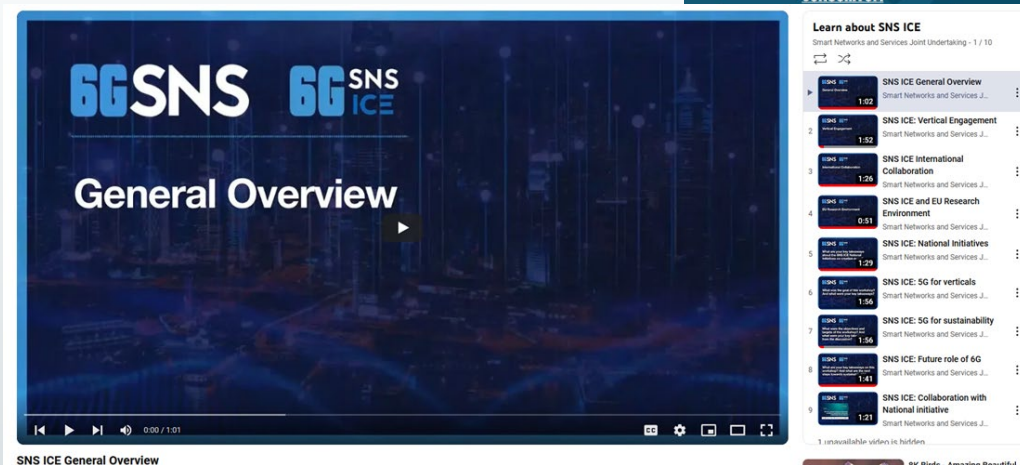 6GSNS
6G SNS
ICE
General Overview
0:00 / 1:01
CC
SNS ICE General Overview
Learn about SNS ICE
Smart Networks and Services Joint Undertaking - 1 / 10
1:02
SNS ICE General Overview
Smart Networks and Services J...
2
1:52
SNS ICE: Vertical Engagement
Smart Networks and Services J...
3
1:26
SNS ICE International
Collaboration
Smart Networks and Services J...
4
0:51
SNS ICE and EU Research
Environment
Smart Networks and Services J...
5
1:29
SNS ICE: National Initiatives
Smart Networks and Services J...
6
1:56
SNS ICE: 5G for verticals
Smart Networks and Services J...
7
1:56
SNS ICE: 5G for sustainability
Smart Networks and Services J...
8
1:41
SNS ICE: Future role of 6G
Smart Networks and Services J...
9
1:21
SNS ICE: Collaboration with
National initiative
Smart Networks and Services J...
1 unavailable video is hidden
8K Birds - Amazing Beautiful